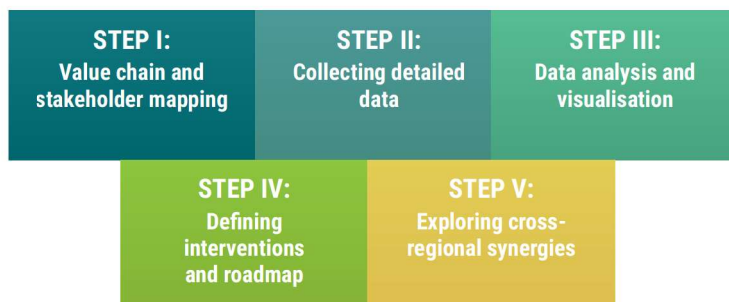 STEP I:
Value chain and
stakeholder mapping
STEP II:
Collecting detailed
data
STEP III:
Data analysis and
visualisation
STEP IV:
Defining
interventions
and roadmap
STEP V:
Exploring cross-
regional synergies